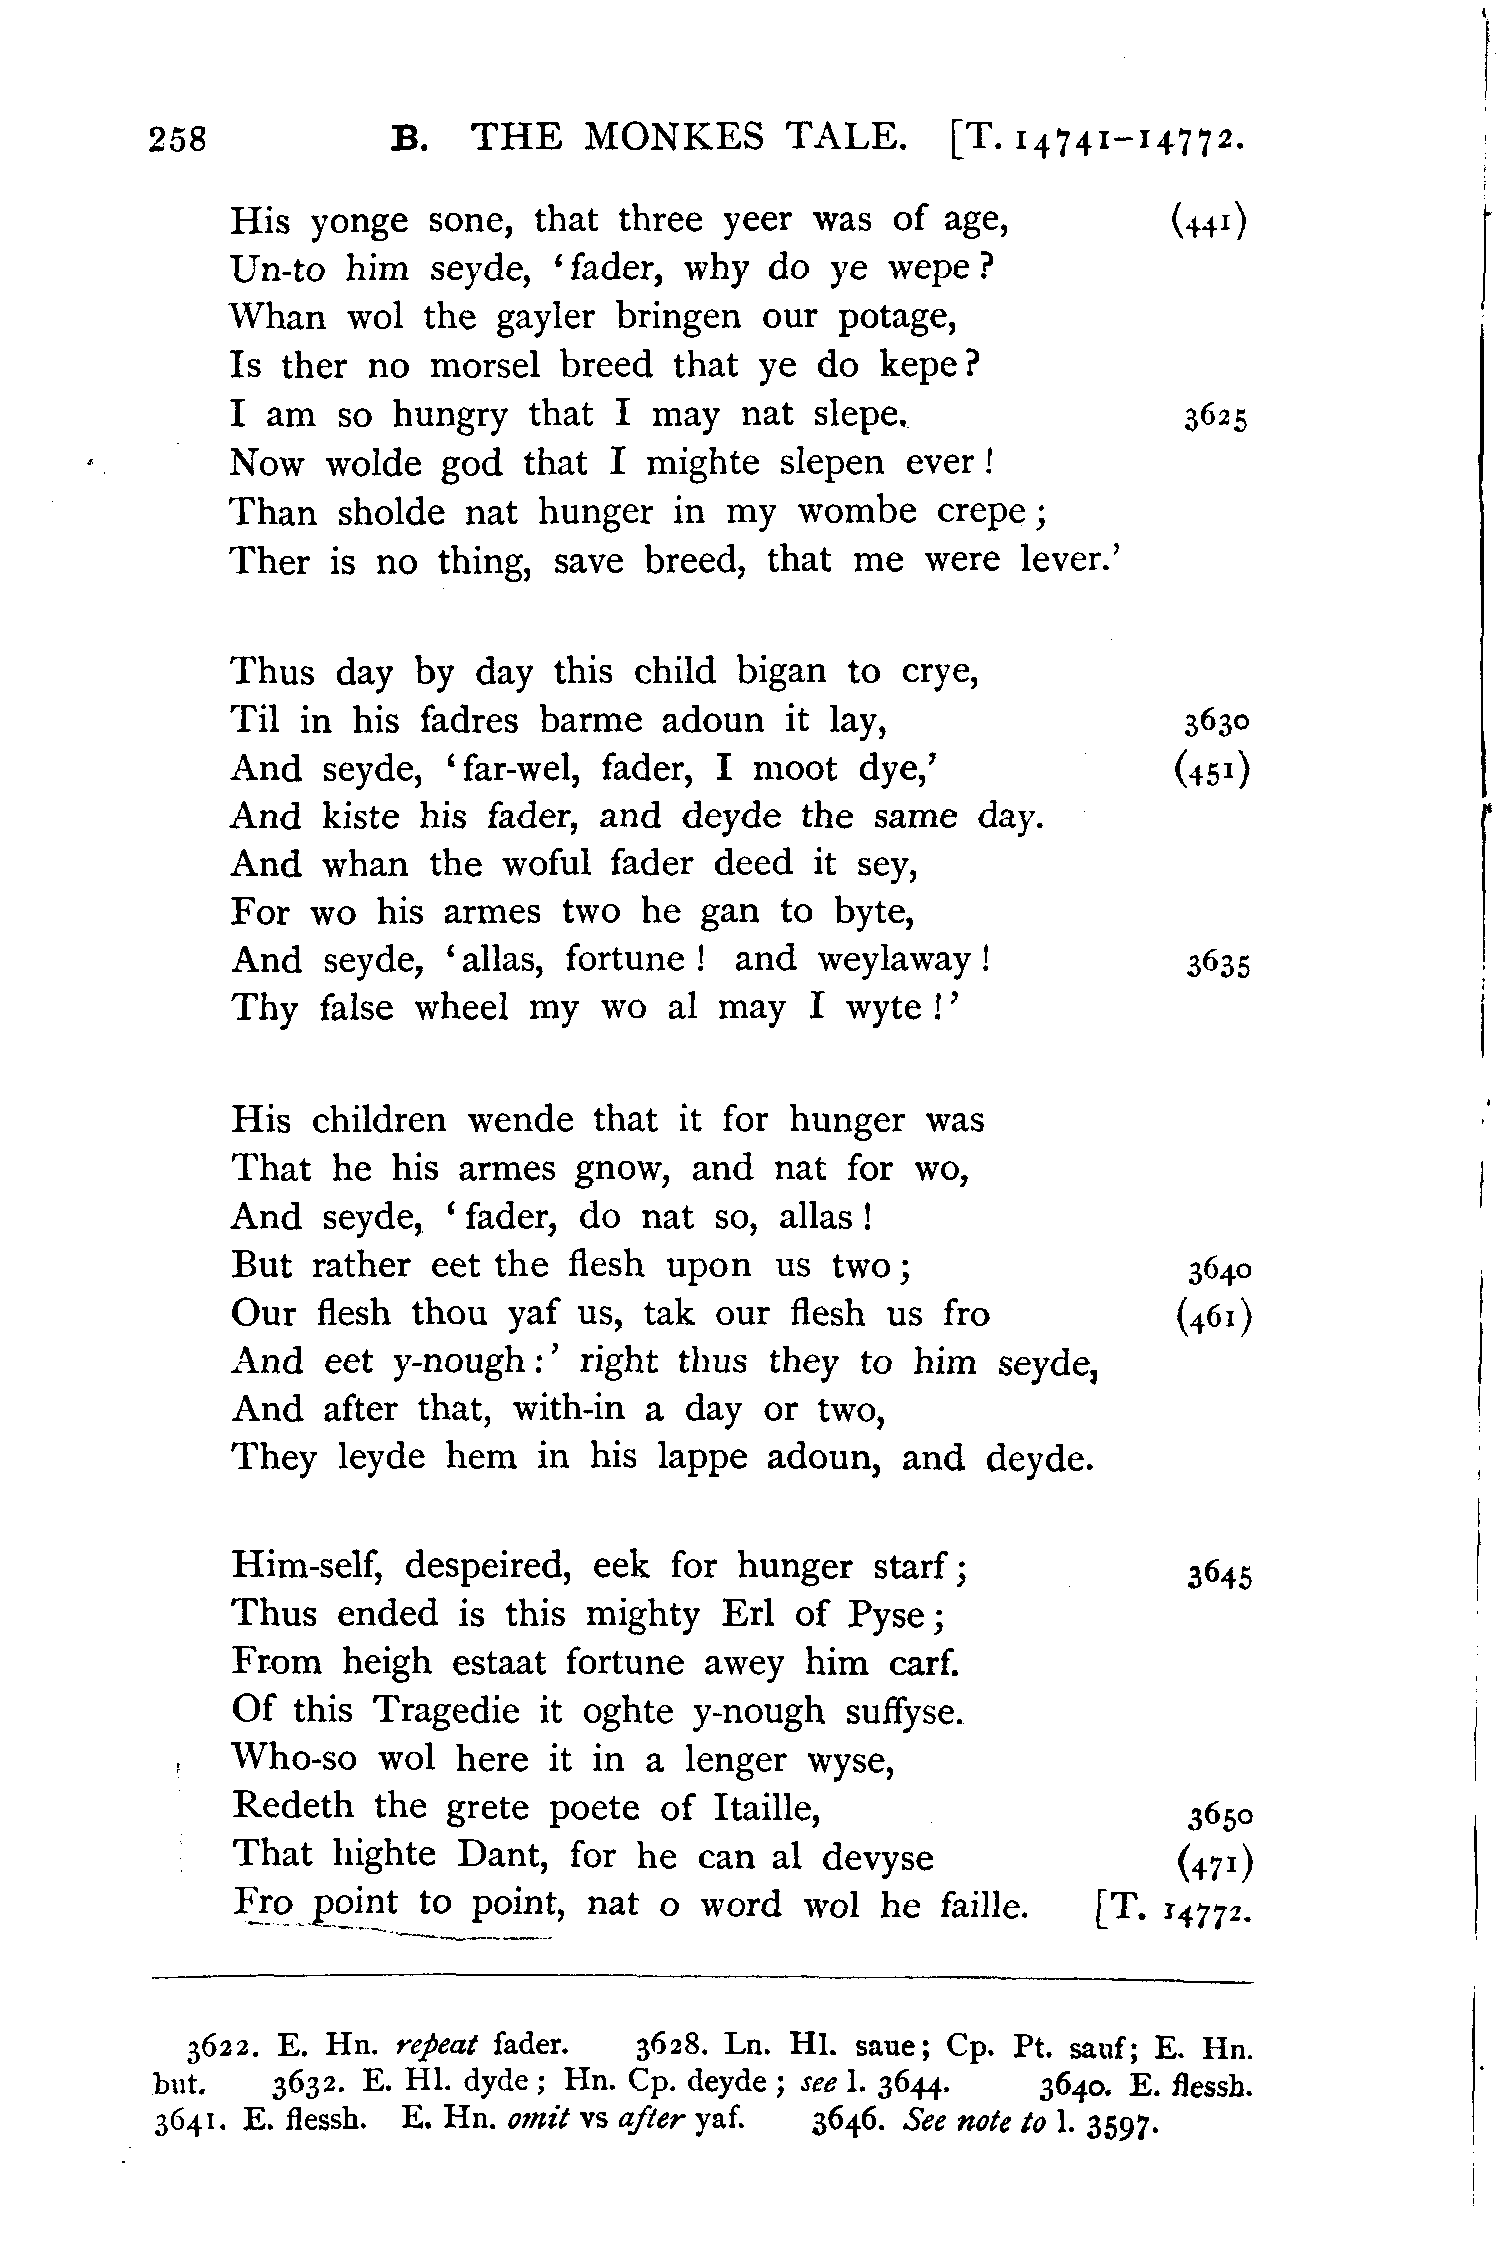 258 B. THE MONKES TALE. [T. 14741-14772.
His yonge sone, that three yeer was of age, (441)
Un-to him seyde, ‘fader, why do ye wepe?
Whan wol the gayler bringen our potage,
Is ther no morsel breed that ye do kepe?
I am so hungry that I may nat slepe. 3625
Now wolde god that I mighte slepen ever!
Than sholde nat hunger in my wombe crepe;
Ther is no thing, save breed, that me were lever.’
Thus day by day this child bigan to crye,
Til in his fadres barme adoun it lay, 3630
And seyde, ‘far-wel, fader, I moot dye,’ (451)
And kiste his fader, and deyde the same day.
And whan the woful fader deed it sey,
For wo his armes two he gan to byte,
And seyde, ‘allas, fortune! and weylaway! 3635
Thy false wheel my wo al may I wyte!’
His children wende that it for hunger was
That he his armes gnow, and nat for wo,
And seyde, ‘fader, do nat so, allas!
But rather eet the flesh upon us two; 3640
Our flesh thou yaf us, tak our flesh us fro (461)
And eet y-nough:’ right thus they to him seyde,
And after that, with-in a day or two,
They leyde hem in his lappe adoun, and deyde.
Him-self, despeired, eek for hunger starf; 3645
Thus ended is this mighty Erl of Pyse;
From heigh estaat fortune awey him carf.
Of this Tragedie it oghte y-nough suffyse.
Who-so wol here it in a lenger wyse,
Redeth the grete poete of Itaille, 3650
That highte Dant, for he can al devyse (471)
Fro point to point, nat o word wol he faille. [T. 14772.
3622. E. Hn. repeat fader. 3628. Ln. Hl. saue; Cp. Pt. sauf; E. Hn.
but. 3632. E. Hl. dyde; Hn. Cp. deyde; see l. 3644. 3640. E. flessh.
3641. E. flessh. E. Hn. omit vs after yaf. 3646. See note to l. 3597.